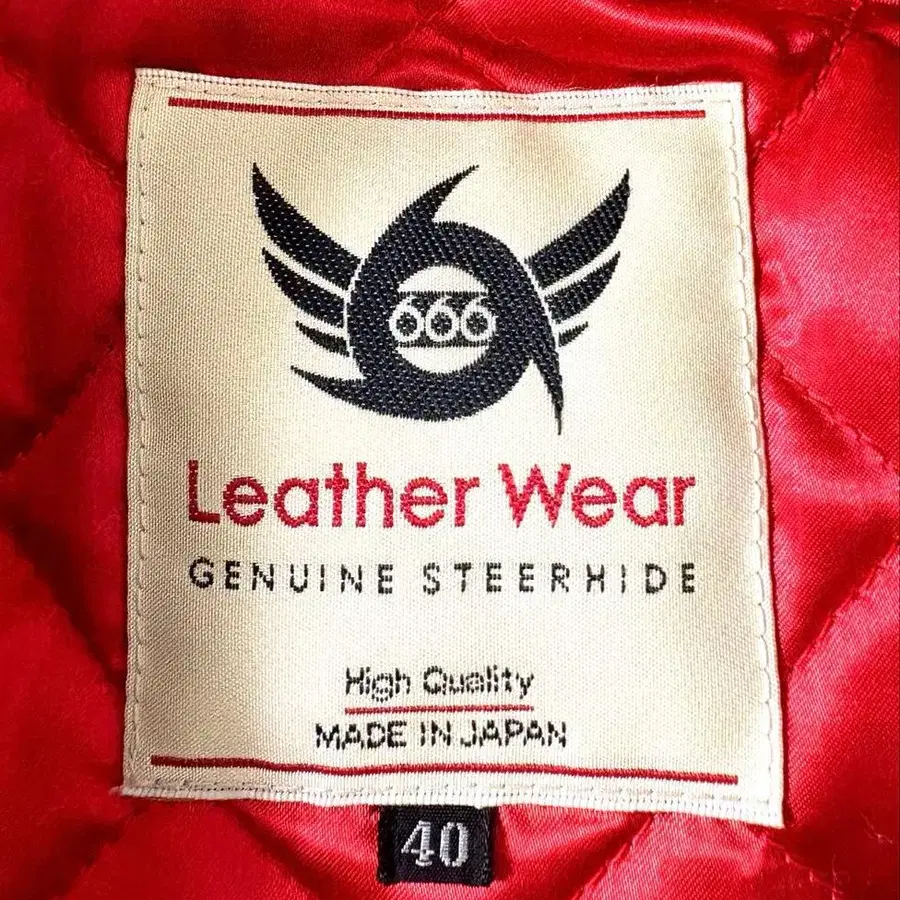 666
Leather Wear
GENUINE STEERHIDE
High Quality
MADE IN JAPAN
40